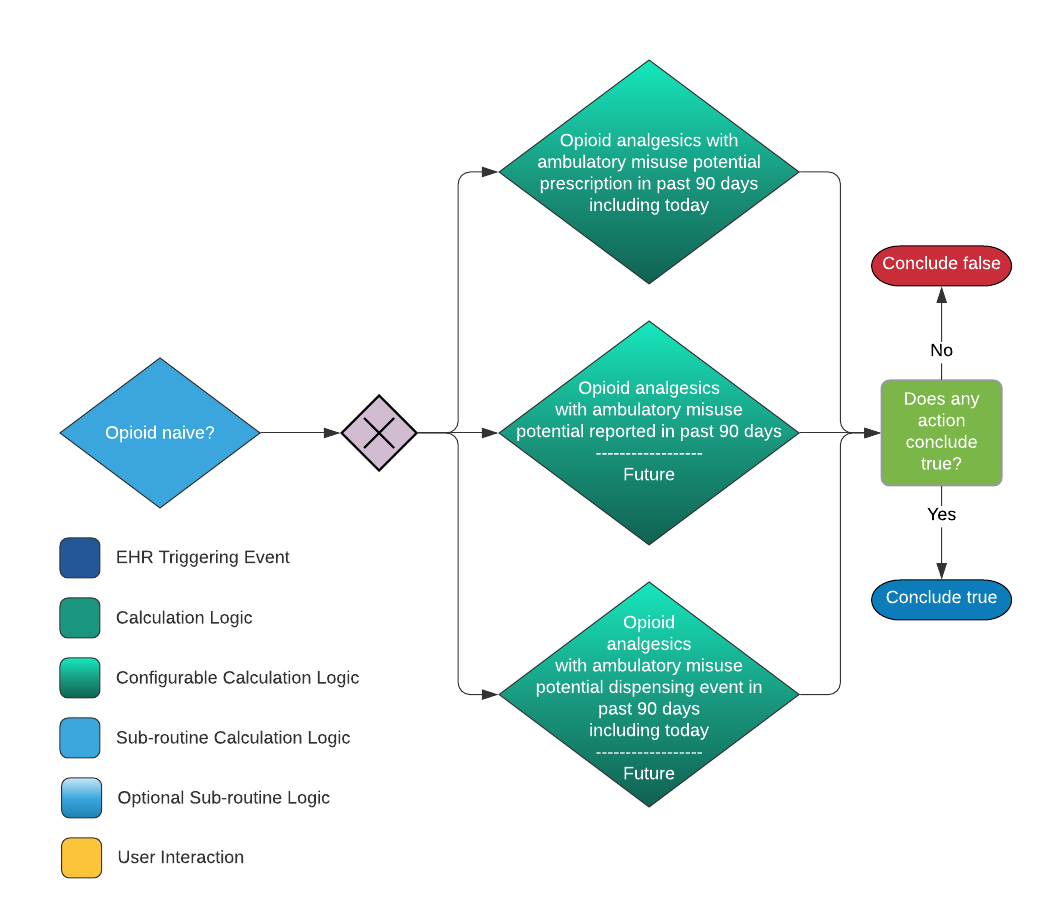 Opioid analgesics with
ambulatory misuse potential
prescription in past 90 days
including today
Conclude false
No
Opioid naive?
Opioid analgesics
with ambulatory misuse
potential reported in past 90 days
------------------
Future
Does any
action
conclude
true?
Yes
Conclude true
Opioid
analgesics
with ambulatory misuse
potential dispensing event in
past 90 days
including today
------------------
Future
EHR Triggering Event
Calculation Logic
Configurable Calculation Logic
Sub-routine Calculation Logic
Optional Sub-routine Logic
User Interaction